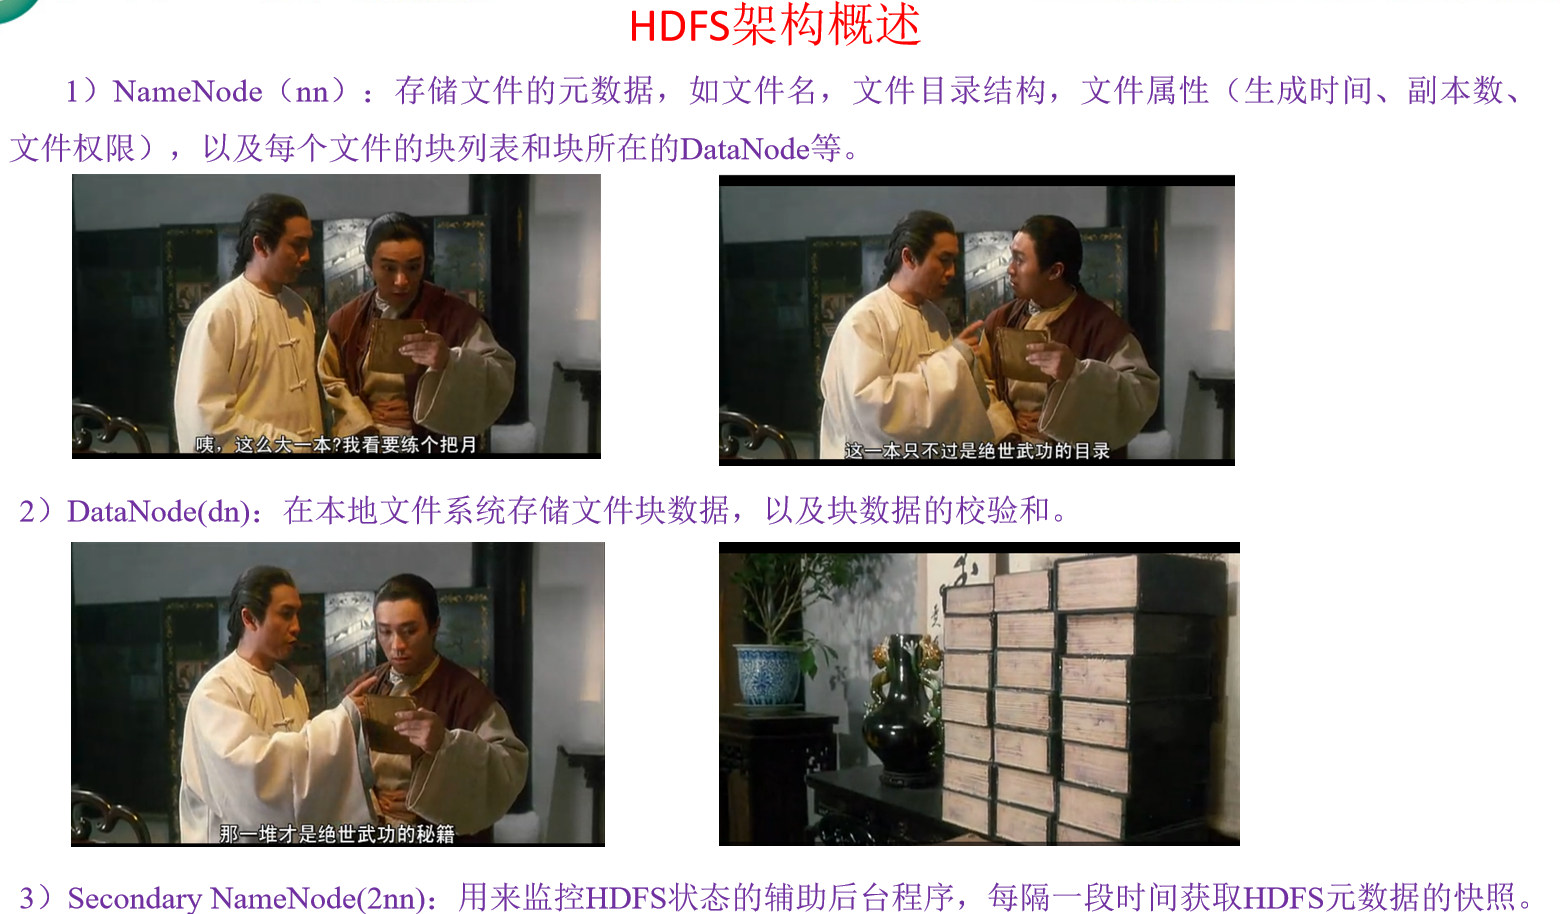 HDFS架构概述
1）NameNode（nn）：存储文件的元数据，如文件名，文件目录结构，文件属性（生成时间、副本数、
文件权限），以及每个文件的块列表和块所在的DataNode等。
咦，这么大一本?我看要练个把月
这一本只不过是绝世武功的目录
2）DataNode(dn)：在本地文件系统存储文件块数据，以及块数据的校验和。
那一堆才是绝世武功的秘籍
3）Secondary NameNode(2nn)：用来监控HDFS状态的辅助后台程序，每隔一段时间获取HDFS元数据的快照。